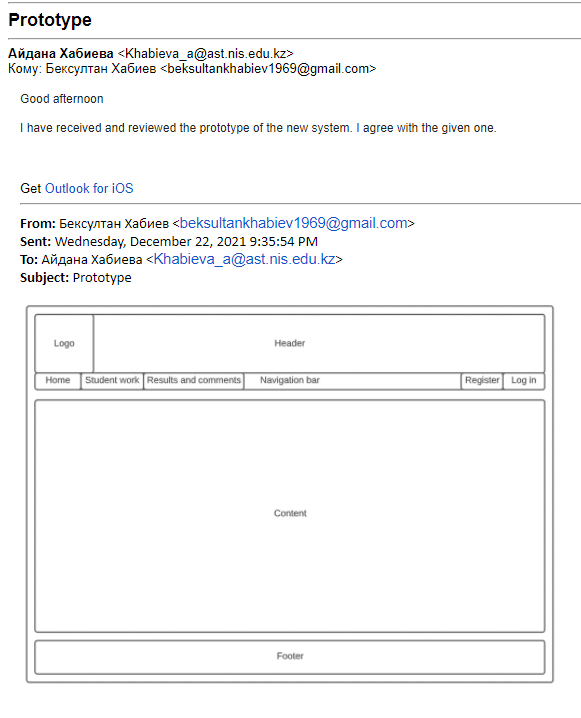 Prototype
Айдана Хабиева <Khabieva_a@ast.nis.edu.kz>
Кому: Бексултан Хабиев <beksultankhabiev1969@gmail.com>
Good afternoon
I have received and reviewed the prototype of the new system. I agree with the given one.
Get Outlook for iOS
From: Бексултан Хабиев <beksultankhabiev1969@gmail.com>
Sent: Wednesday, December 22, 2021 9:35:54 PM
To: Айдана Хабиева <Khabieva_a@ast.nis.edu.kz>
Subject: Prototype
Logo Header
Home Student work Results and comments Navigation bar Register Log in
Content
Footer